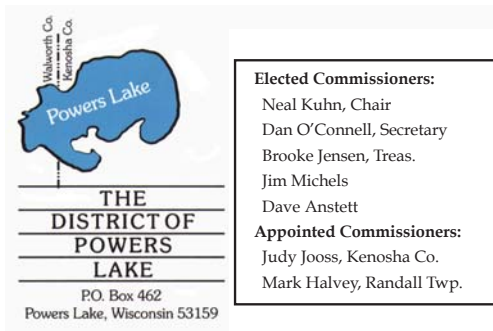 Walworth Co.
Kenosha Co.
Powers Lake
THE
DISTRICT OF
POWERS
LAKE
P.O. Box 462
Powers Lake, Wisconsin 53159
Elected Commissioners:
Neal Kuhn, Chair
Dan O’Connell, Secretary
Brooke Jensen, Treas.
Jim Michels
Dave Anstett
Appointed Commissioners:
Judy Jooss, Kenosha Co.
Mark Halvey, Randall Twp.